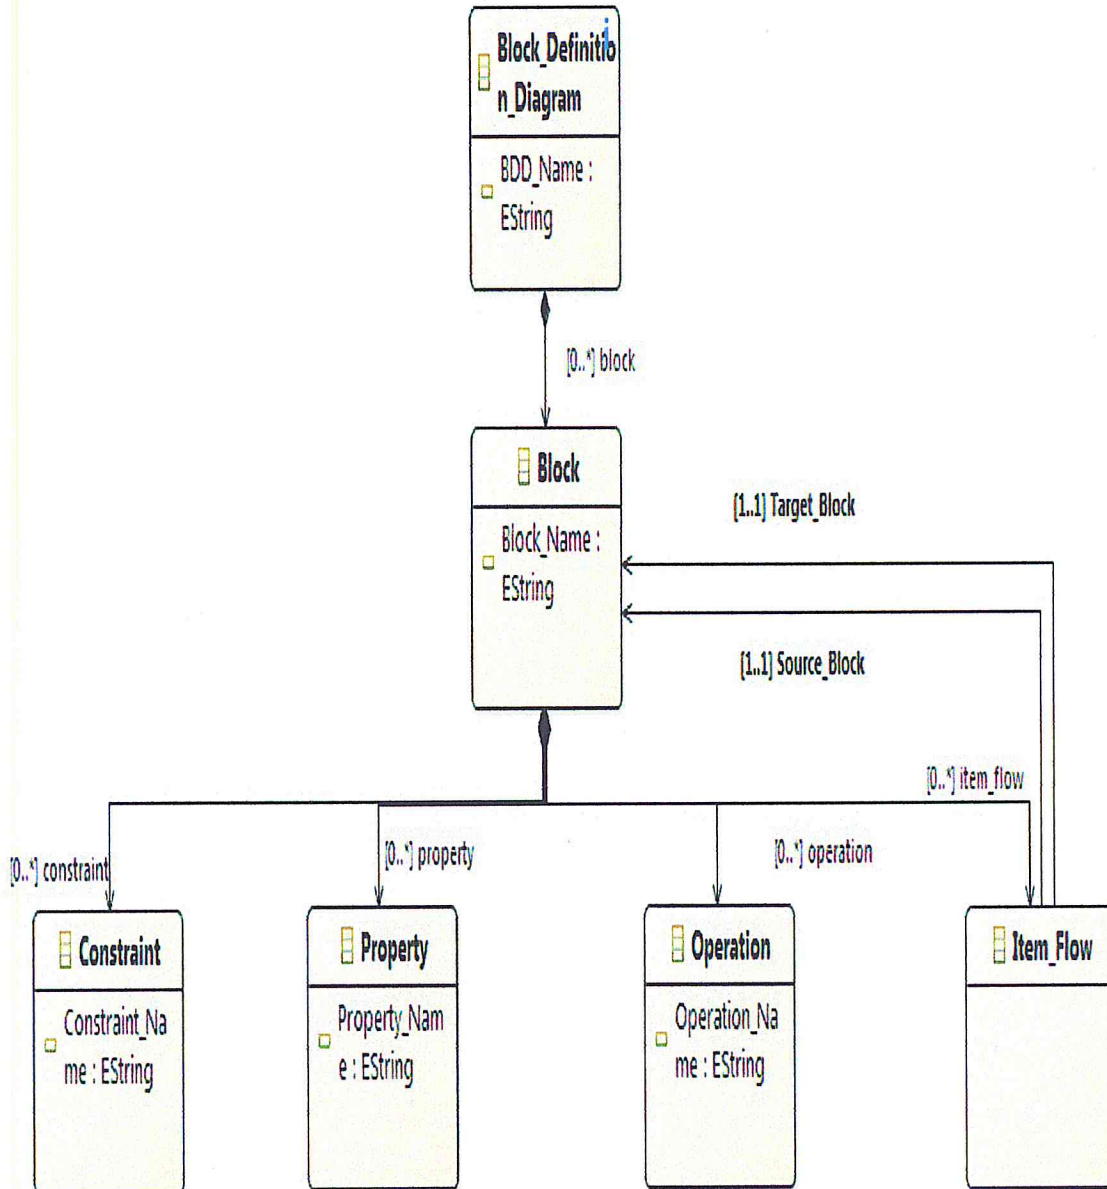 Block_Definitio
n_Diagram
BDD_Name :
EString
[0..*] block
Block
Block_Name :
EString
[1..1] Target_Block
[1..1] Source_Block
[0..*] item_flow
[0..*] constraint
[0..*] property
[0..*] operation
Constraint
Constraint_Na
me : EString
Property
Property_Nam
e : EString
Operation
Operation_Na
me : EString
Item_Flow